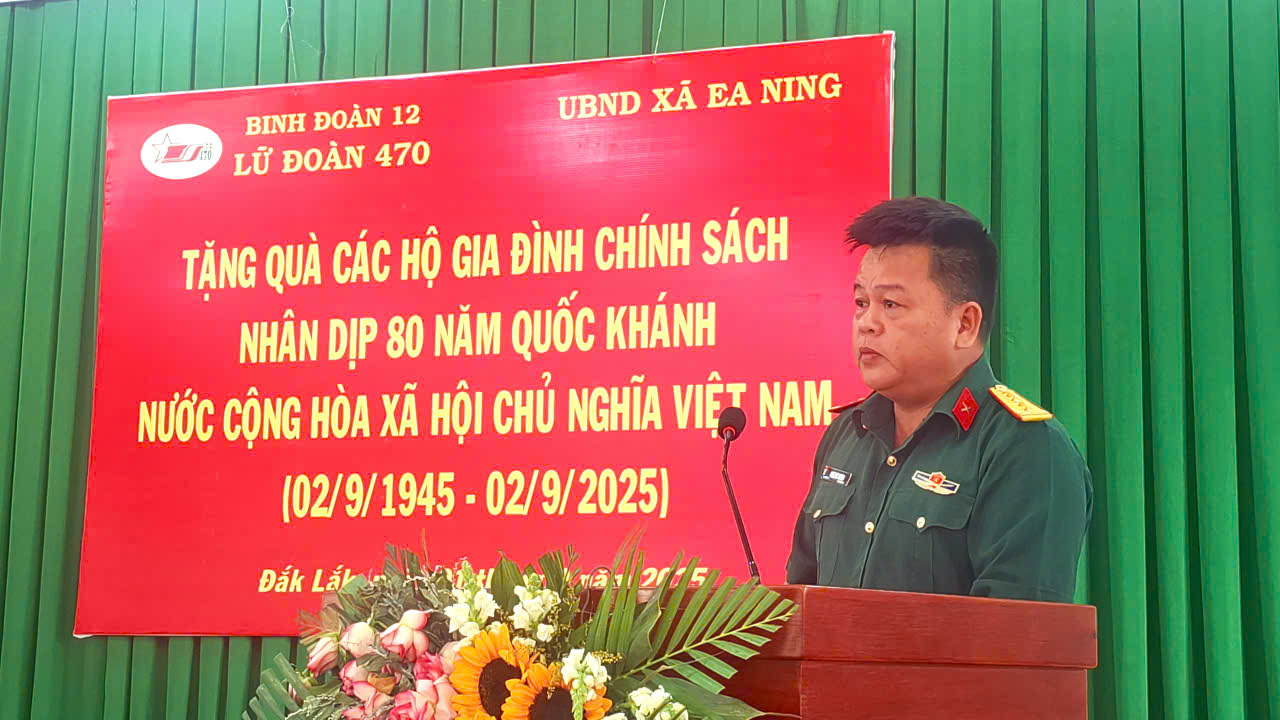 BINH ĐOÀN 12
LỮ ĐOÀN 470
UBND XÃ EA NING
470
TẶNG QUÀ CÁC HỘ GIA ĐÌNH CHÍNH SÁCH
NHÂN DỊP 80 NĂM QUỐC KHÁNH
NƯỚC CỘNG HÒA XÃ HỘI CHỦ NGHĨA VIỆT NAM
(02/9/1945 - 02/9/2025)
Đắk Lắk 2025